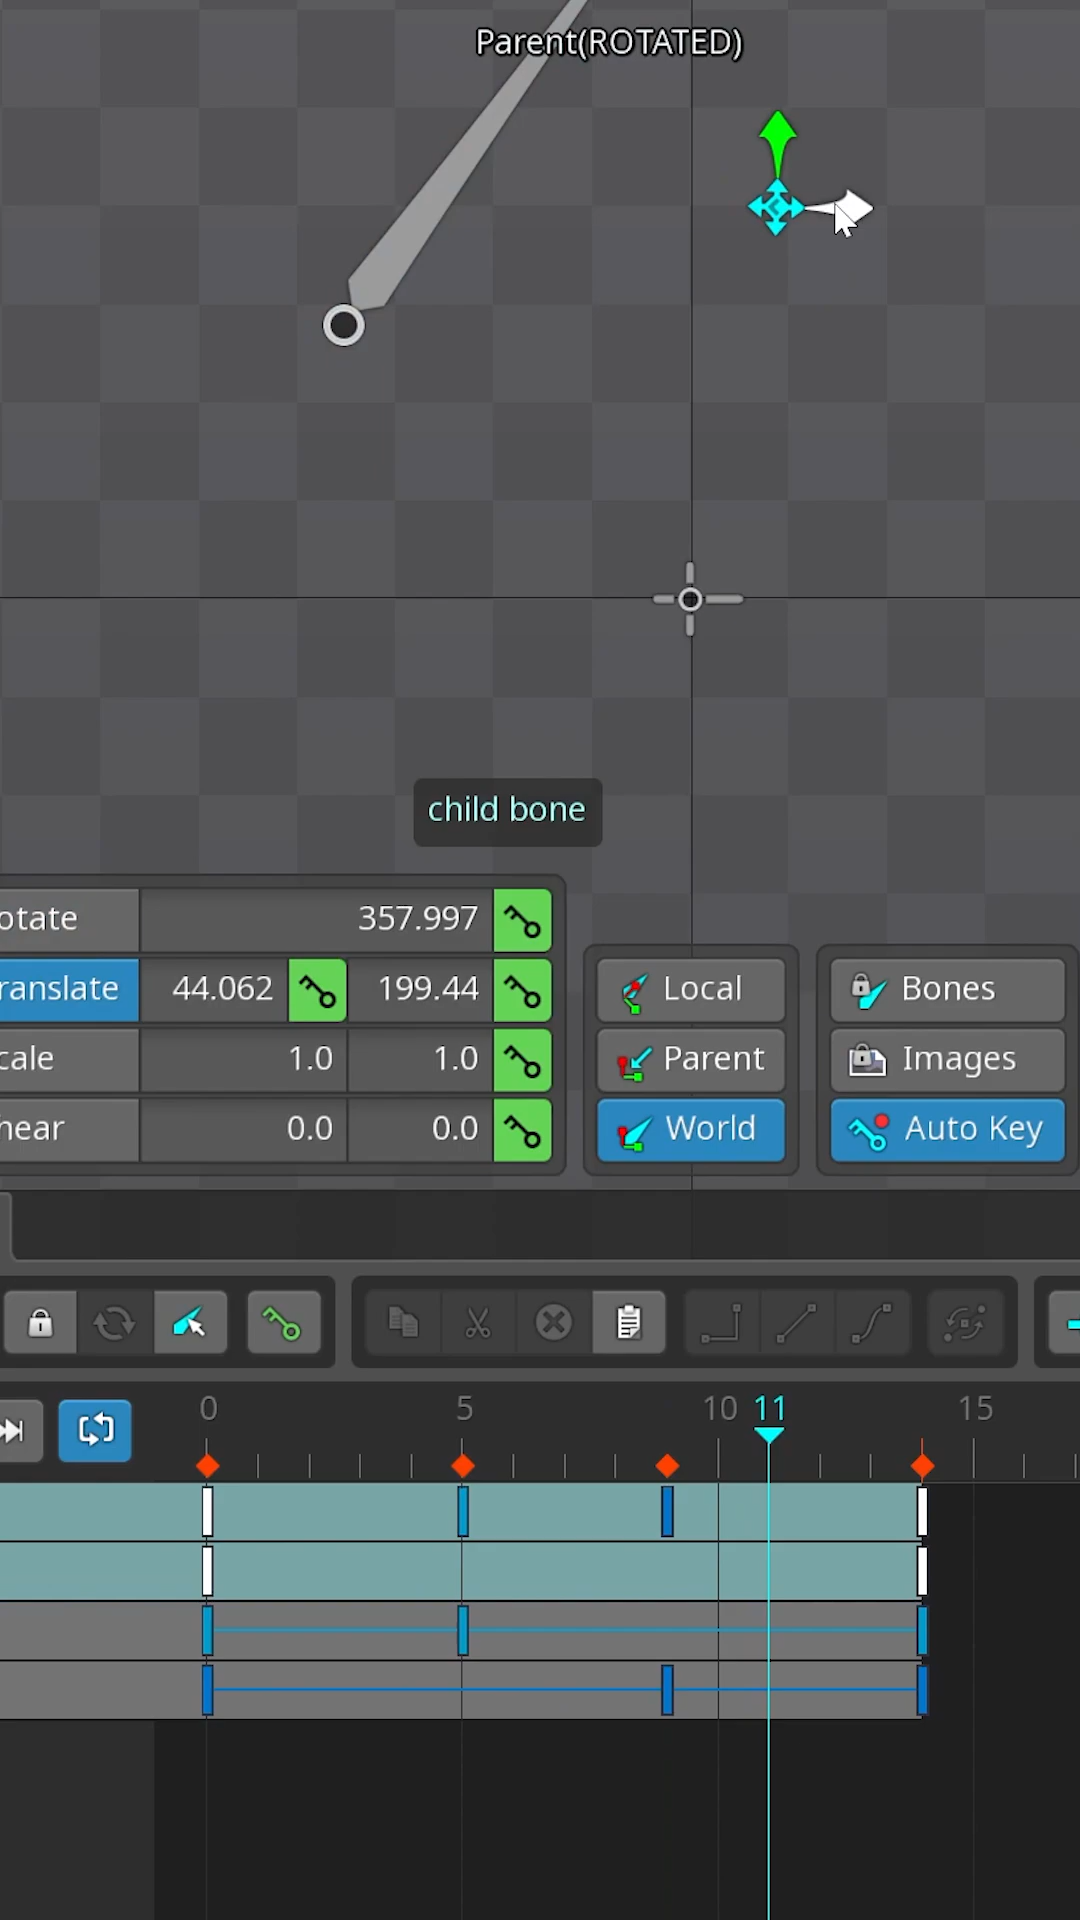 Parent(ROTATED)
child bone
otate 357.997
ranslate 44.062 199.44 Local Bones
cale 1.0 1.0 Parent Images
hear 0.0 0.0 World Auto Key
0 5 10 11 15